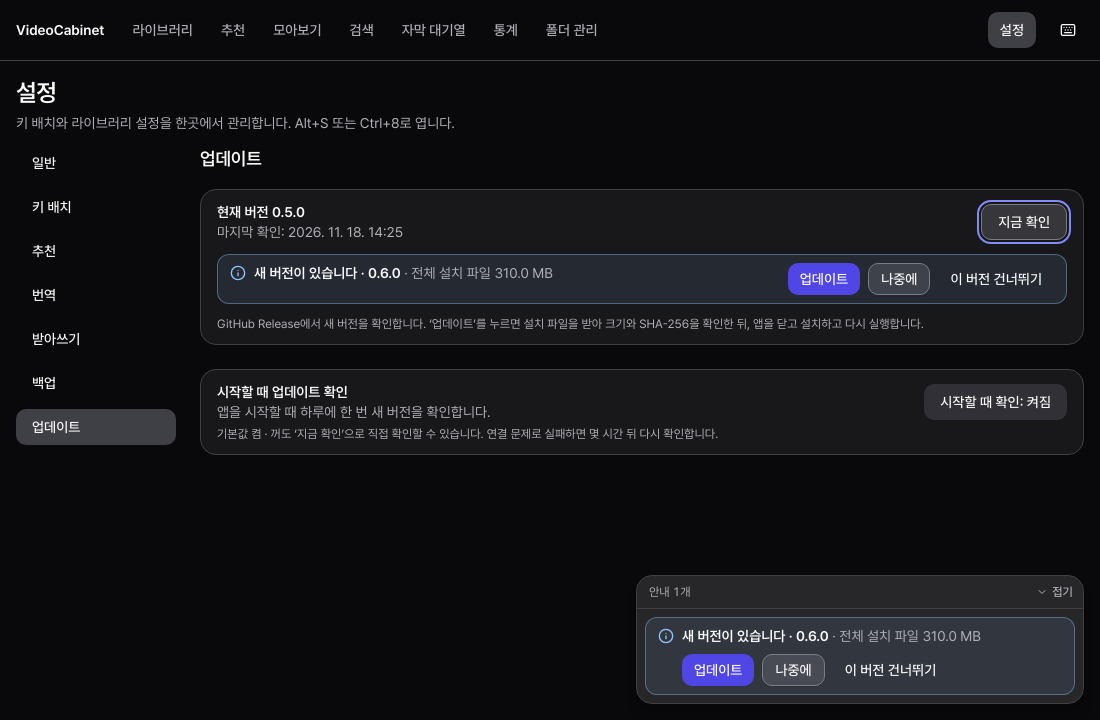 VideoCabinet 라이브러리 추천 모아보기 검색 자막 대기열 통계 폴더 관리 설정
설정
키 배치와 라이브러리 설정을 한곳에서 관리합니다. Alt+S 또는 Ctrl+8로 엽니다.
일반
키 배치
추천
번역
받아쓰기
백업
업데이트
업데이트
현재 버전 0.5.0
마지막 확인: 2026. 11. 18. 14:25
지금 확인
새 버전이 있습니다 · 0.6.0 · 전체 설치 파일 310.0 MB
업데이트 나중에 이 버전 건너뛰기
GitHub Release에서 새 버전을 확인합니다. ‘업데이트’를 누르면 설치 파일을 받아 크기와 SHA-256을 확인한 뒤, 앱을 닫고 설치하고 다시 실행합니다.
시작할 때 업데이트 확인
앱을 시작할 때 하루에 한 번 새 버전을 확인합니다.
기본값 켬 · 꺼도 ‘지금 확인’으로 직접 확인할 수 있습니다. 연결 문제로 실패하면 몇 시간 뒤 다시 확인합니다.
시작할 때 확인: 켜짐
안내 1개 접기
새 버전이 있습니다 · 0.6.0 · 전체 설치 파일 310.0 MB
업데이트 나중에 이 버전 건너뛰기